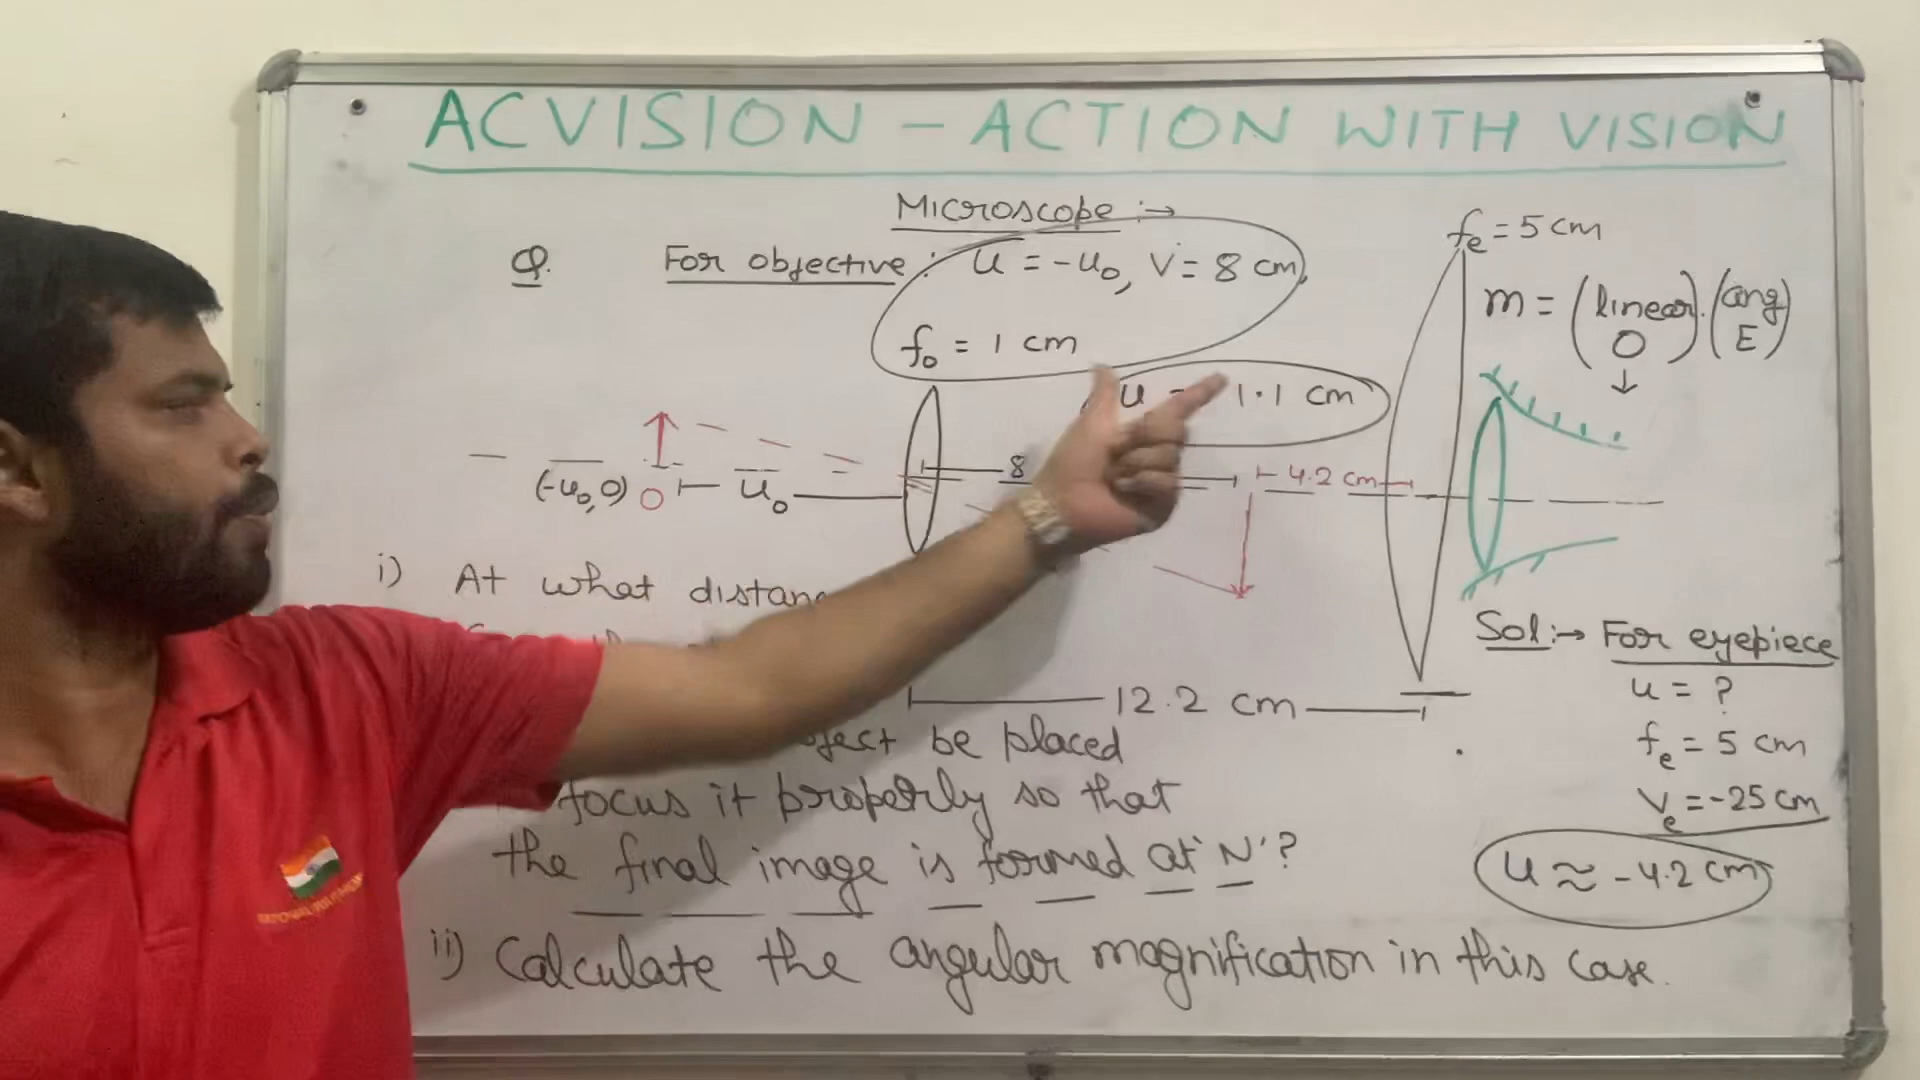 ACVISION - ACTION WITH VISION
Microscope :→
Q. For objective : u = -u₀, v = 8 cm,
f₀ = 1 cm
u = 1.1 cm
fe = 5 cm
m = (linear O) . (ang E)
↓
(-u₀,0) O u₀ 8 4.2 cm
12.2 cm
i) At what distan
ject be placed
focus it properly so that
the final image is formed at 'N'?
ii) Calculate the angular magnification in this case.
Sol :→ For eyepiece
u = ?
fe = 5 cm
ve = -25 cm
u ≈ -4.2 cm